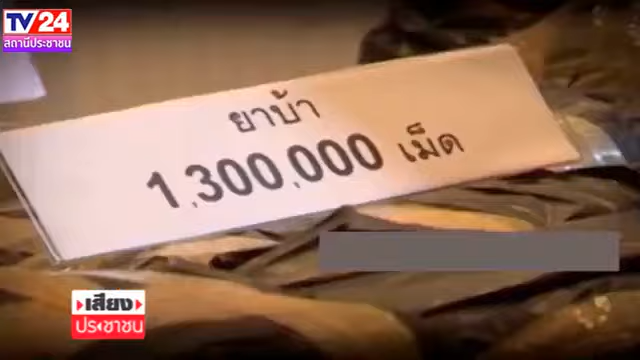 TV24
สถานีประชาชน
ยาบ้า
1,300,000 เม็ด
เสียง
ประชาชน